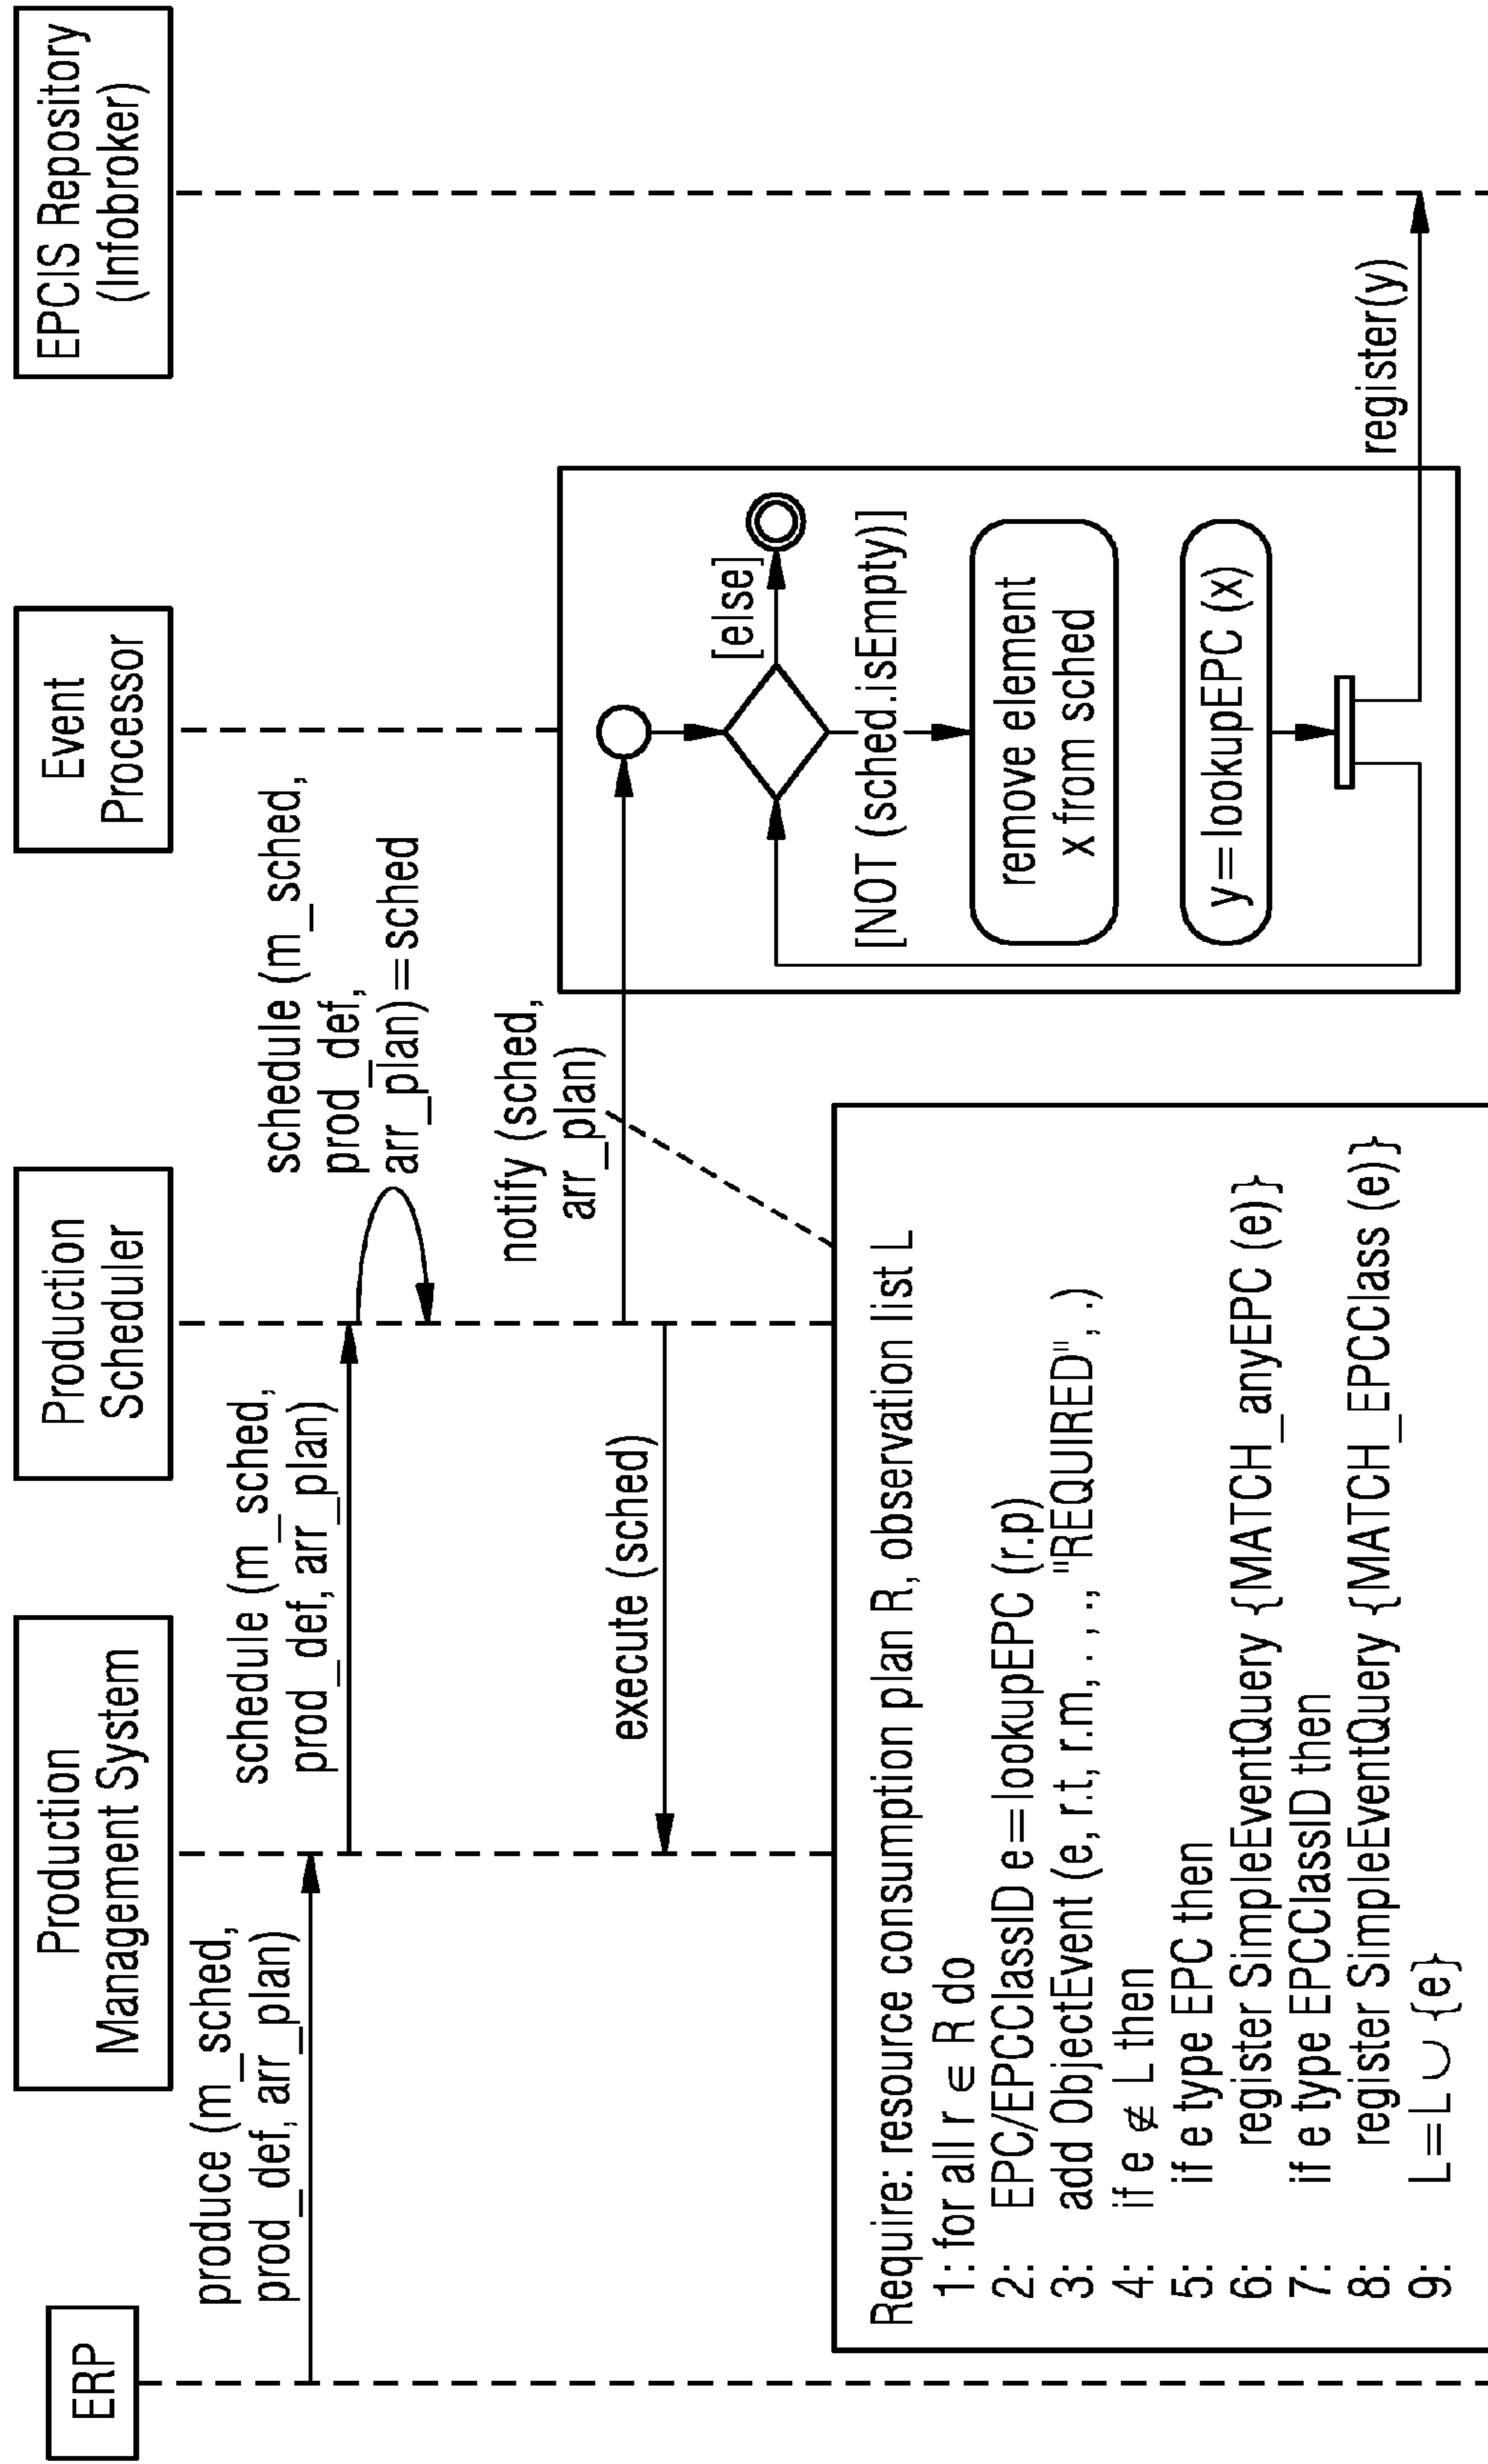 ERP
Production
Management System
Production
Scheduler
Event
Processor
EPCIS Repository
(Infobroker)
produce (m_sched,
prod_def, arr_plan)
schedule (m_sched,
prod_def, arr_plan)
schedule (m_sched,
prod_def,
arr_plan)=sched
notify (sched,
arr_plan)
execute (sched)
[else]
[NOT (sched.isEmpty)]
remove element
x from sched
y=lookupEPC (x)
register(y)
Require: resource consumption plan R, observation list L
1: for all r ∈ R do
2: EPC/EPCClassID e=lookupEPC (r.p)
3: add ObjectEvent (e, r.t, r.m, ·, ·, ·, "REQUIRED", ·)
4: if e ∉ L then
5: if e type EPC then
6: register SimpleEventQuery {MATCH_anyEPC (e)}
7: if e type EPCClassID then
8: register SimpleEventQuery {MATCH_EPCClass (e)}
9: L=L ∪ {e}